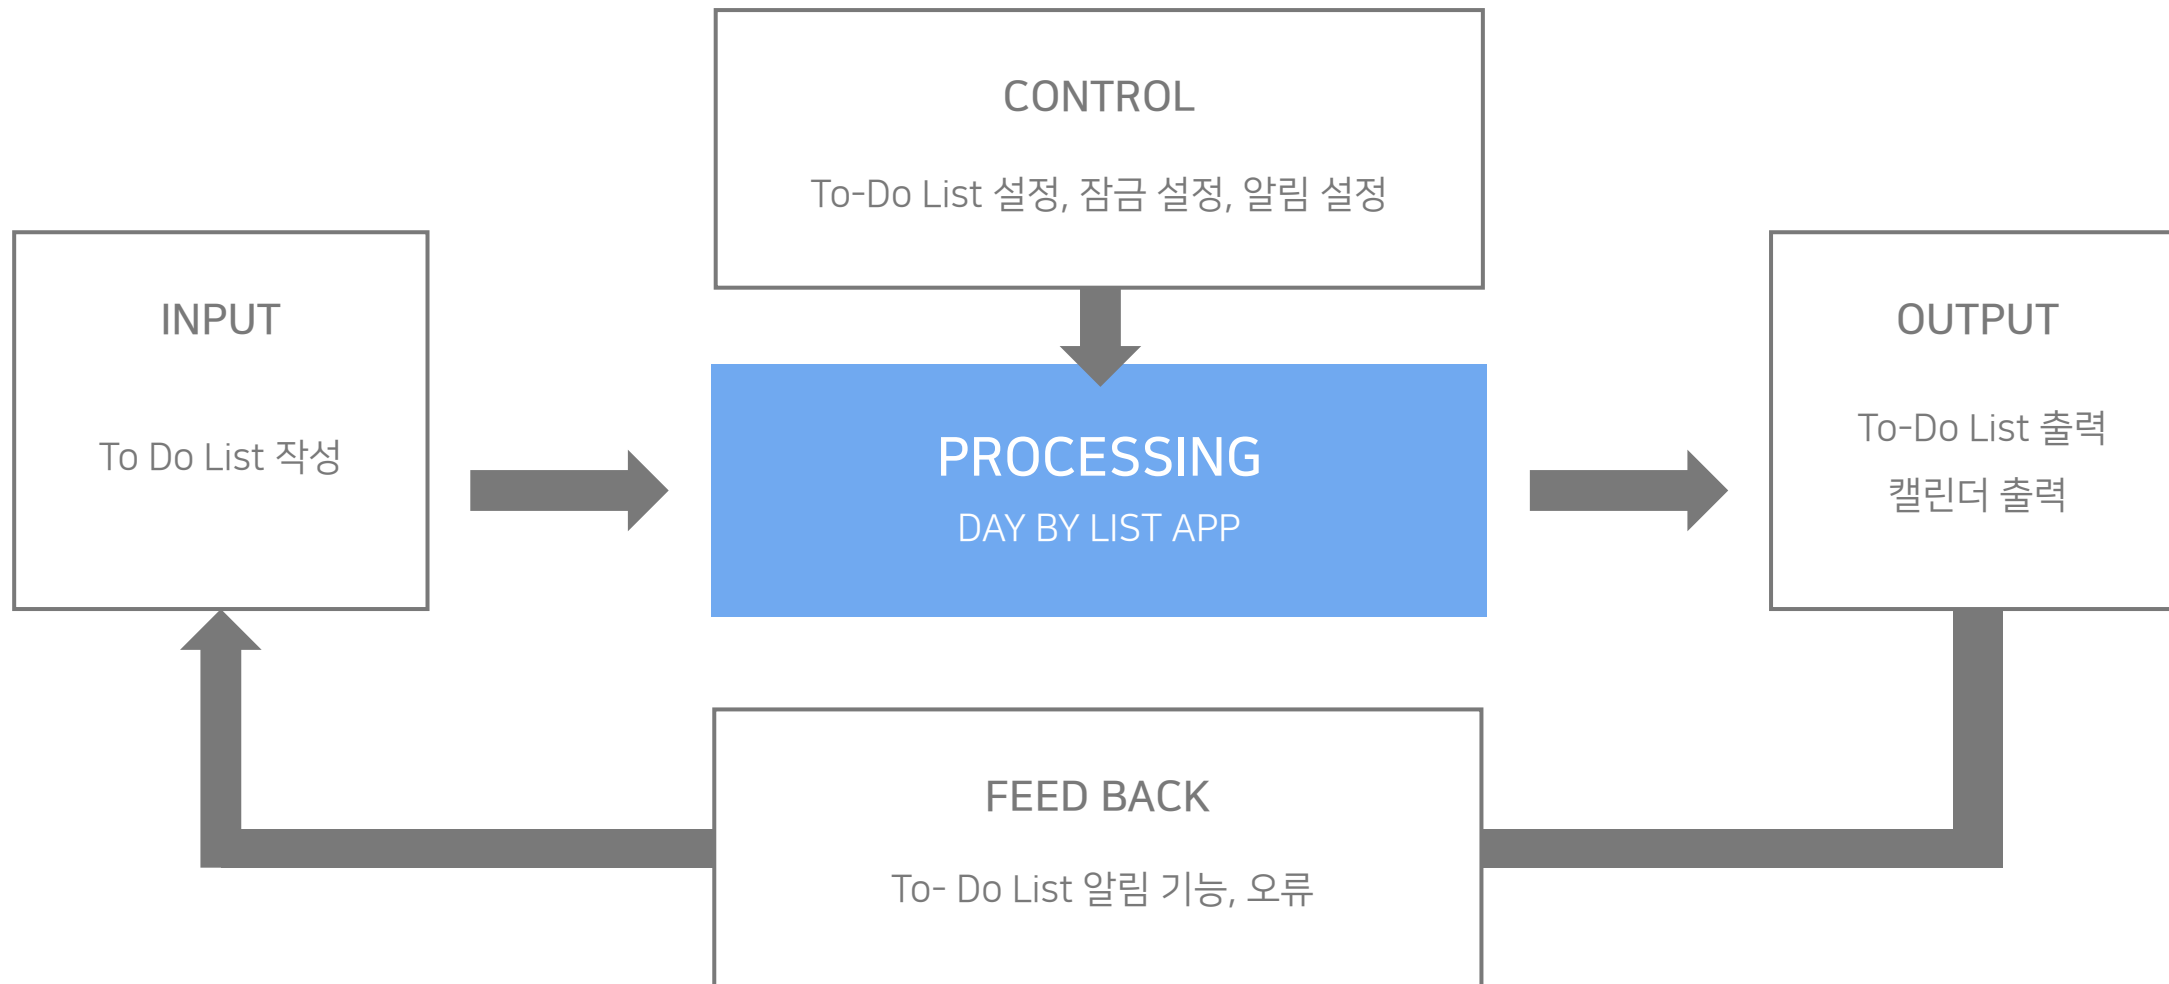 CONTROL
To-Do List 설정, 잠금 설정, 알림 설정
INPUT
To Do List 작성
PROCESSING
DAY BY LIST APP
OUTPUT
To-Do List 출력
캘린더 출력
FEED BACK
To- Do List 알림 기능, 오류